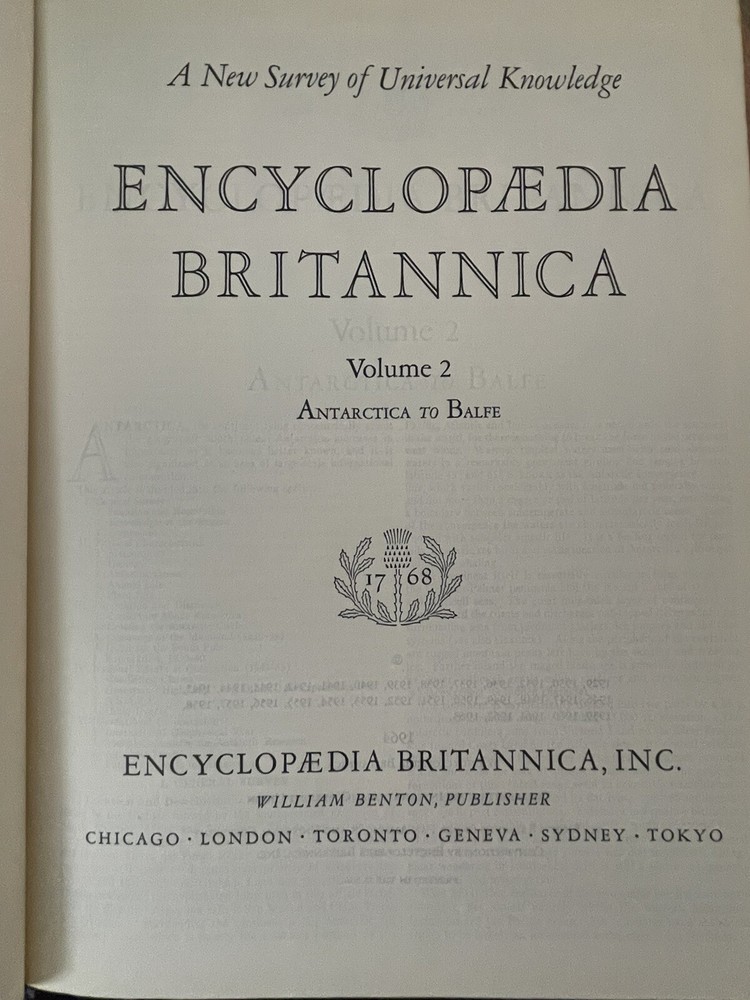 A New Survey of Universal Knowledge
ENCYCLOPÆDIA
BRITANNICA
Volume 2
ANTARCTICA TO BALFE
17 68
ENCYCLOPÆDIA BRITANNICA, INC.
WILLIAM BENTON, PUBLISHER
CHICAGO · LONDON · TORONTO · GENEVA · SYDNEY · TOKYO